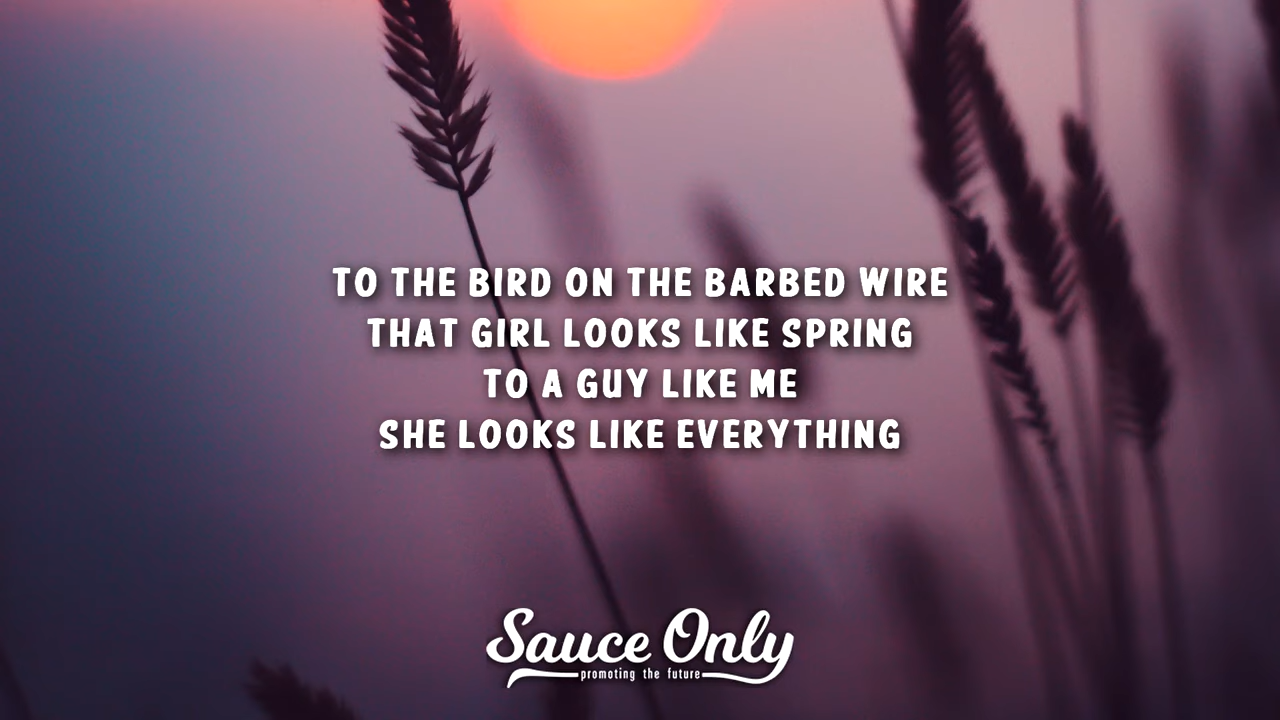 TO THE BIRD ON THE BARBED WIRE
THAT GIRL LOOKS LIKE SPRING
TO A GUY LIKE ME
SHE LOOKS LIKE EVERYTHING
Sauce Only
promoting the future